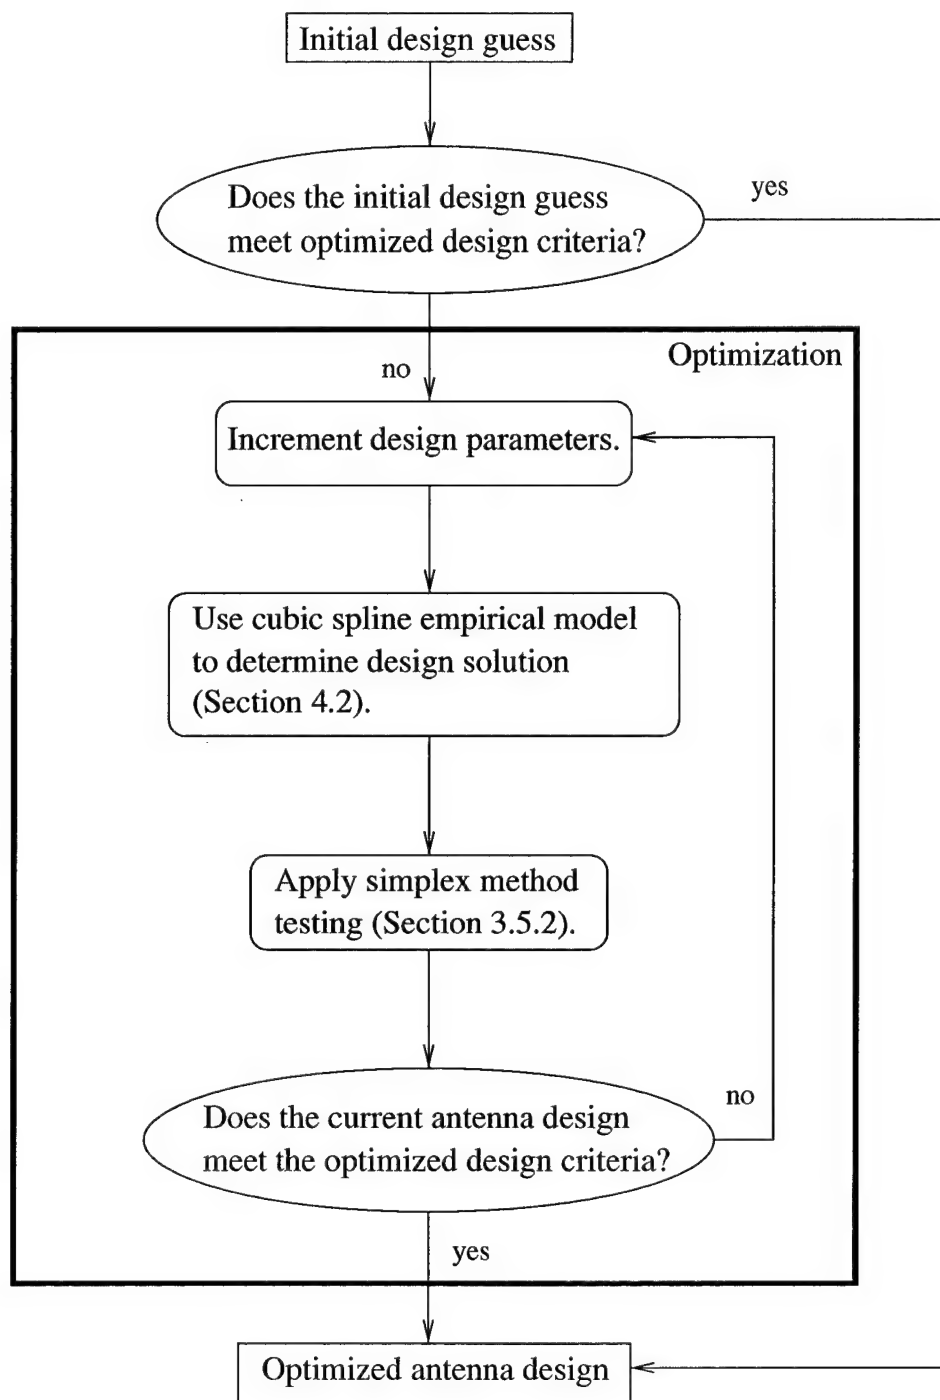 Initial design guess
Does the initial design guess
meet optimized design criteria?
yes
Optimization
no
Increment design parameters.
Use cubic spline empirical model
to determine design solution
(Section 4.2).
Apply simplex method
testing (Section 3.5.2).
Does the current antenna design
meet the optimized design criteria?
no
yes
Optimized antenna design